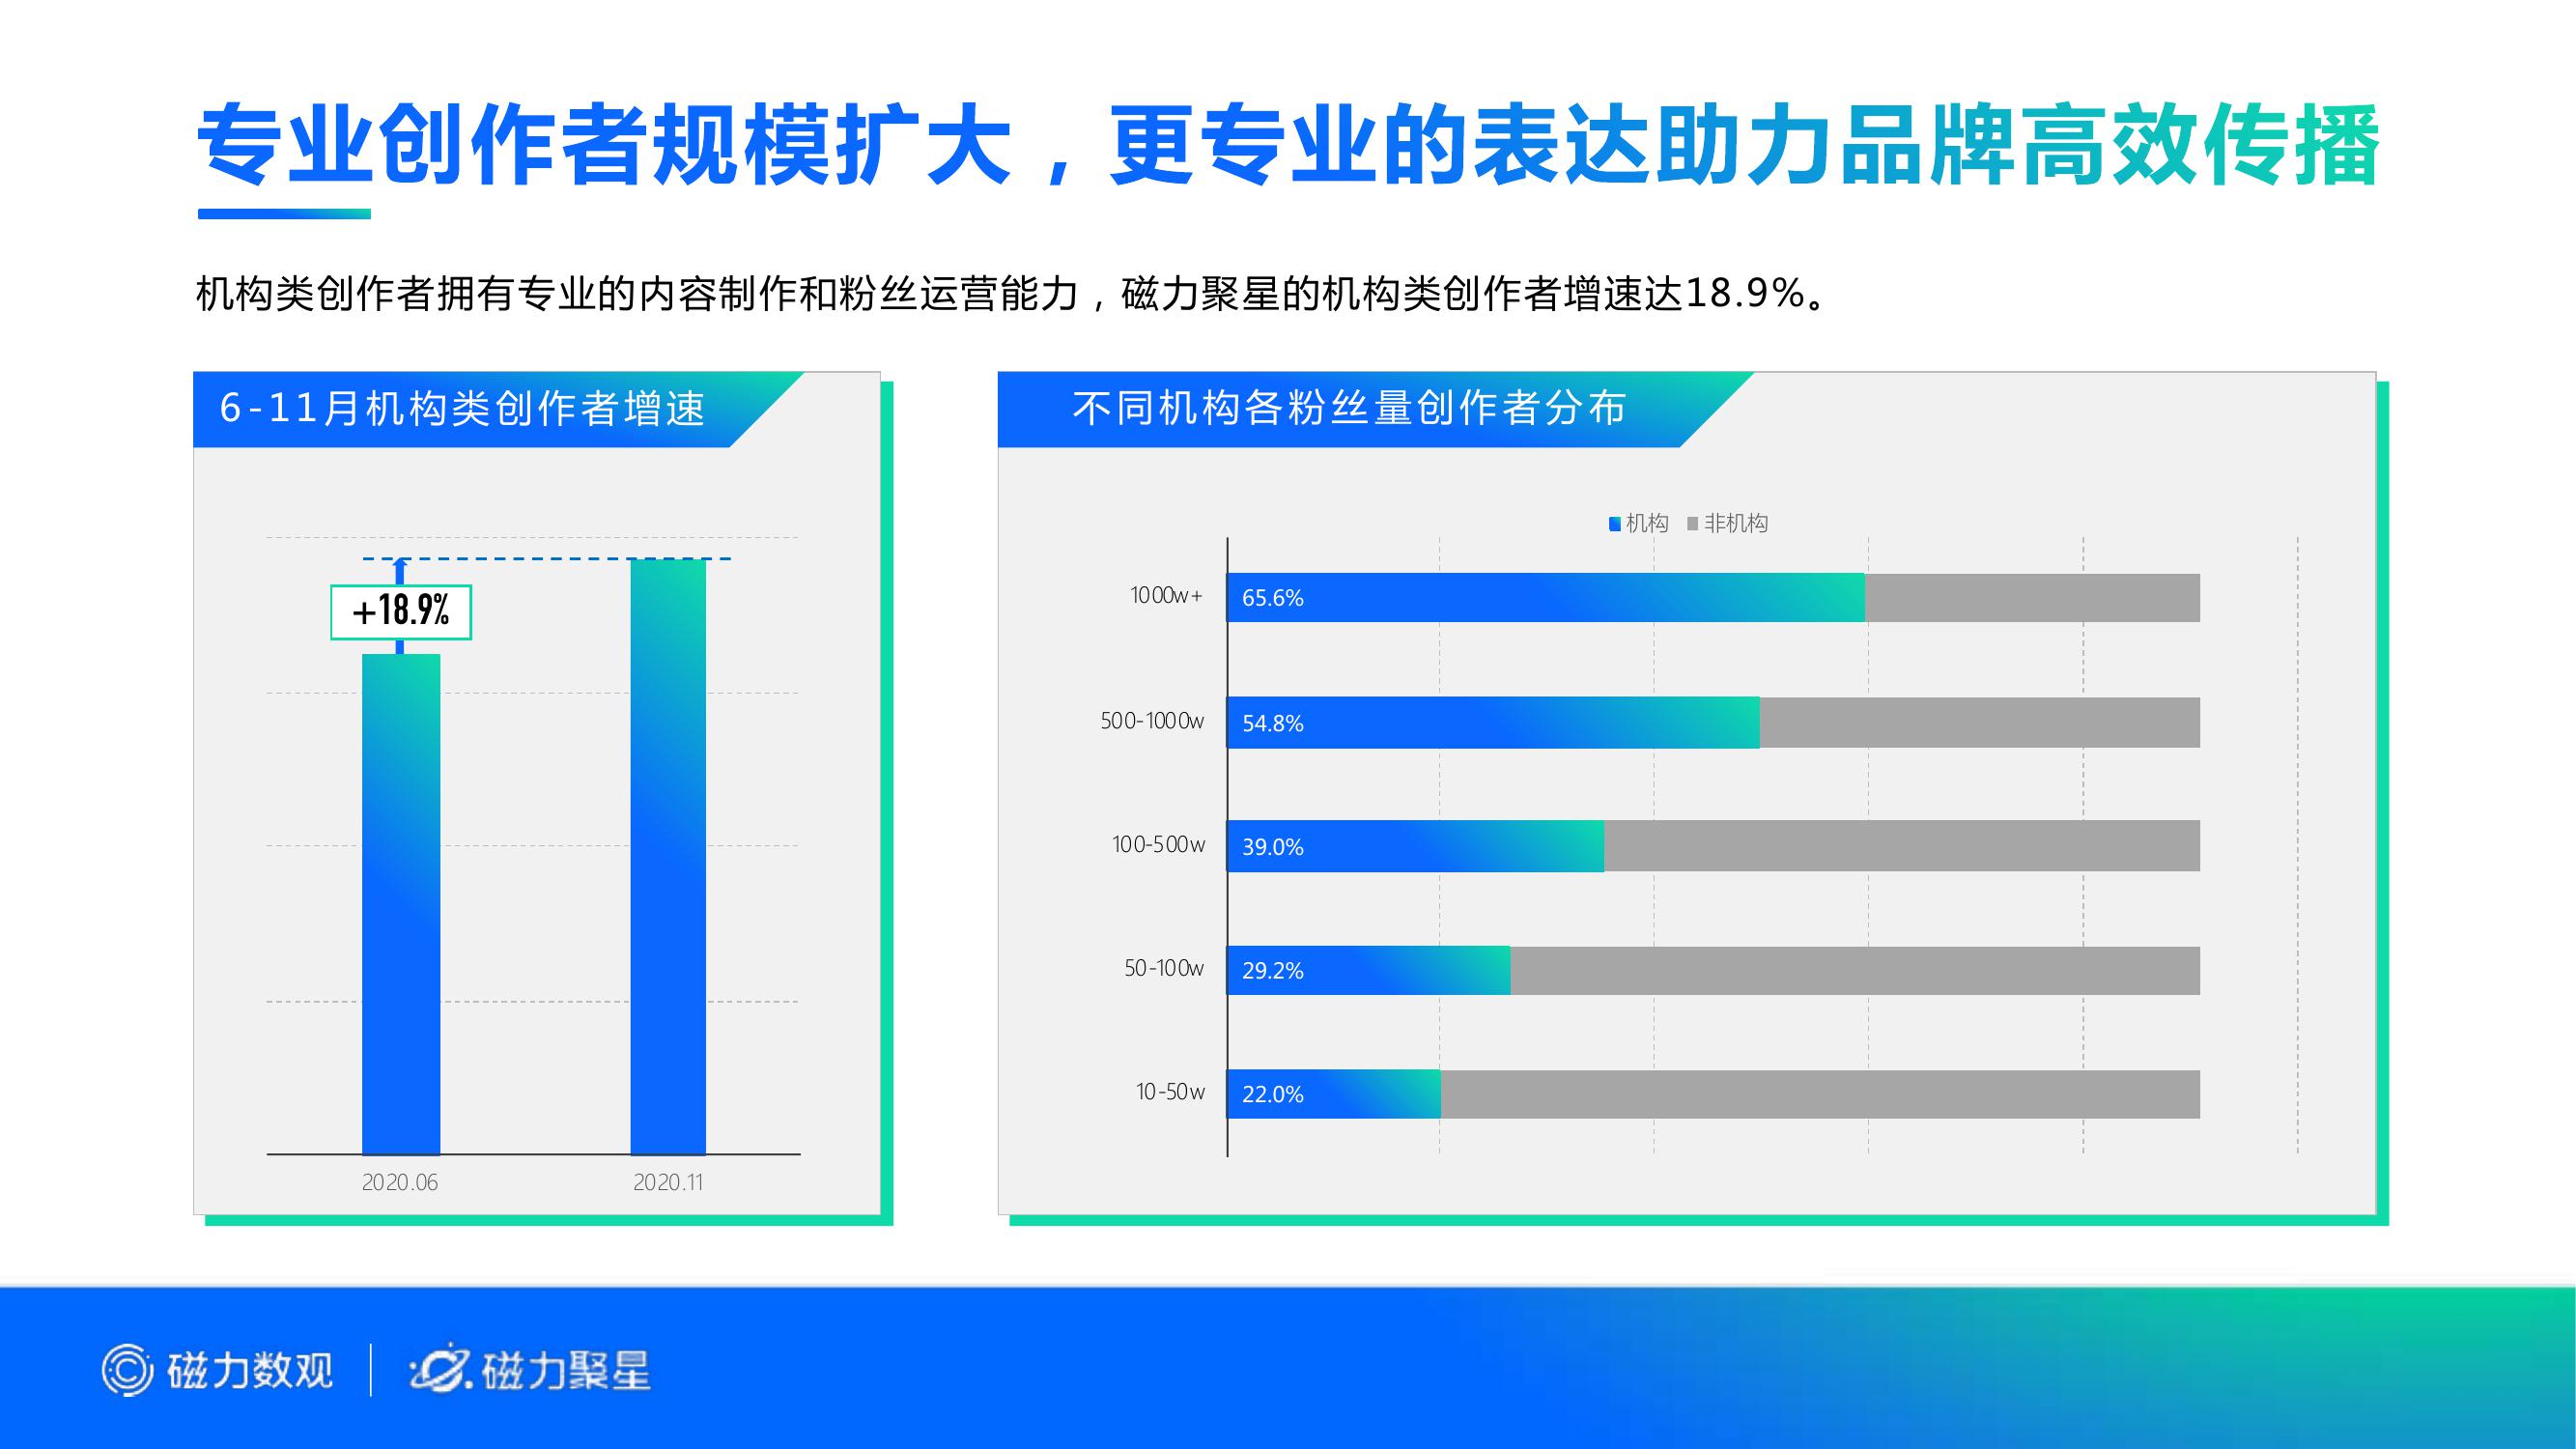 专业创作者规模扩大，更专业的表达助力品牌高效传播
机构类创作者拥有专业的内容制作和粉丝运营能力，磁力聚星的机构类创作者增速达18.9%。
6-11月机构类创作者增速
+18.9%
2020.06
2020.11
不同机构各粉丝量创作者分布
机构 非机构
1000w+ 65.6%
500-1000w 54.8%
100-500w 39.0%
50-100w 29.2%
10-50w 22.0%
磁力数观 磁力聚星